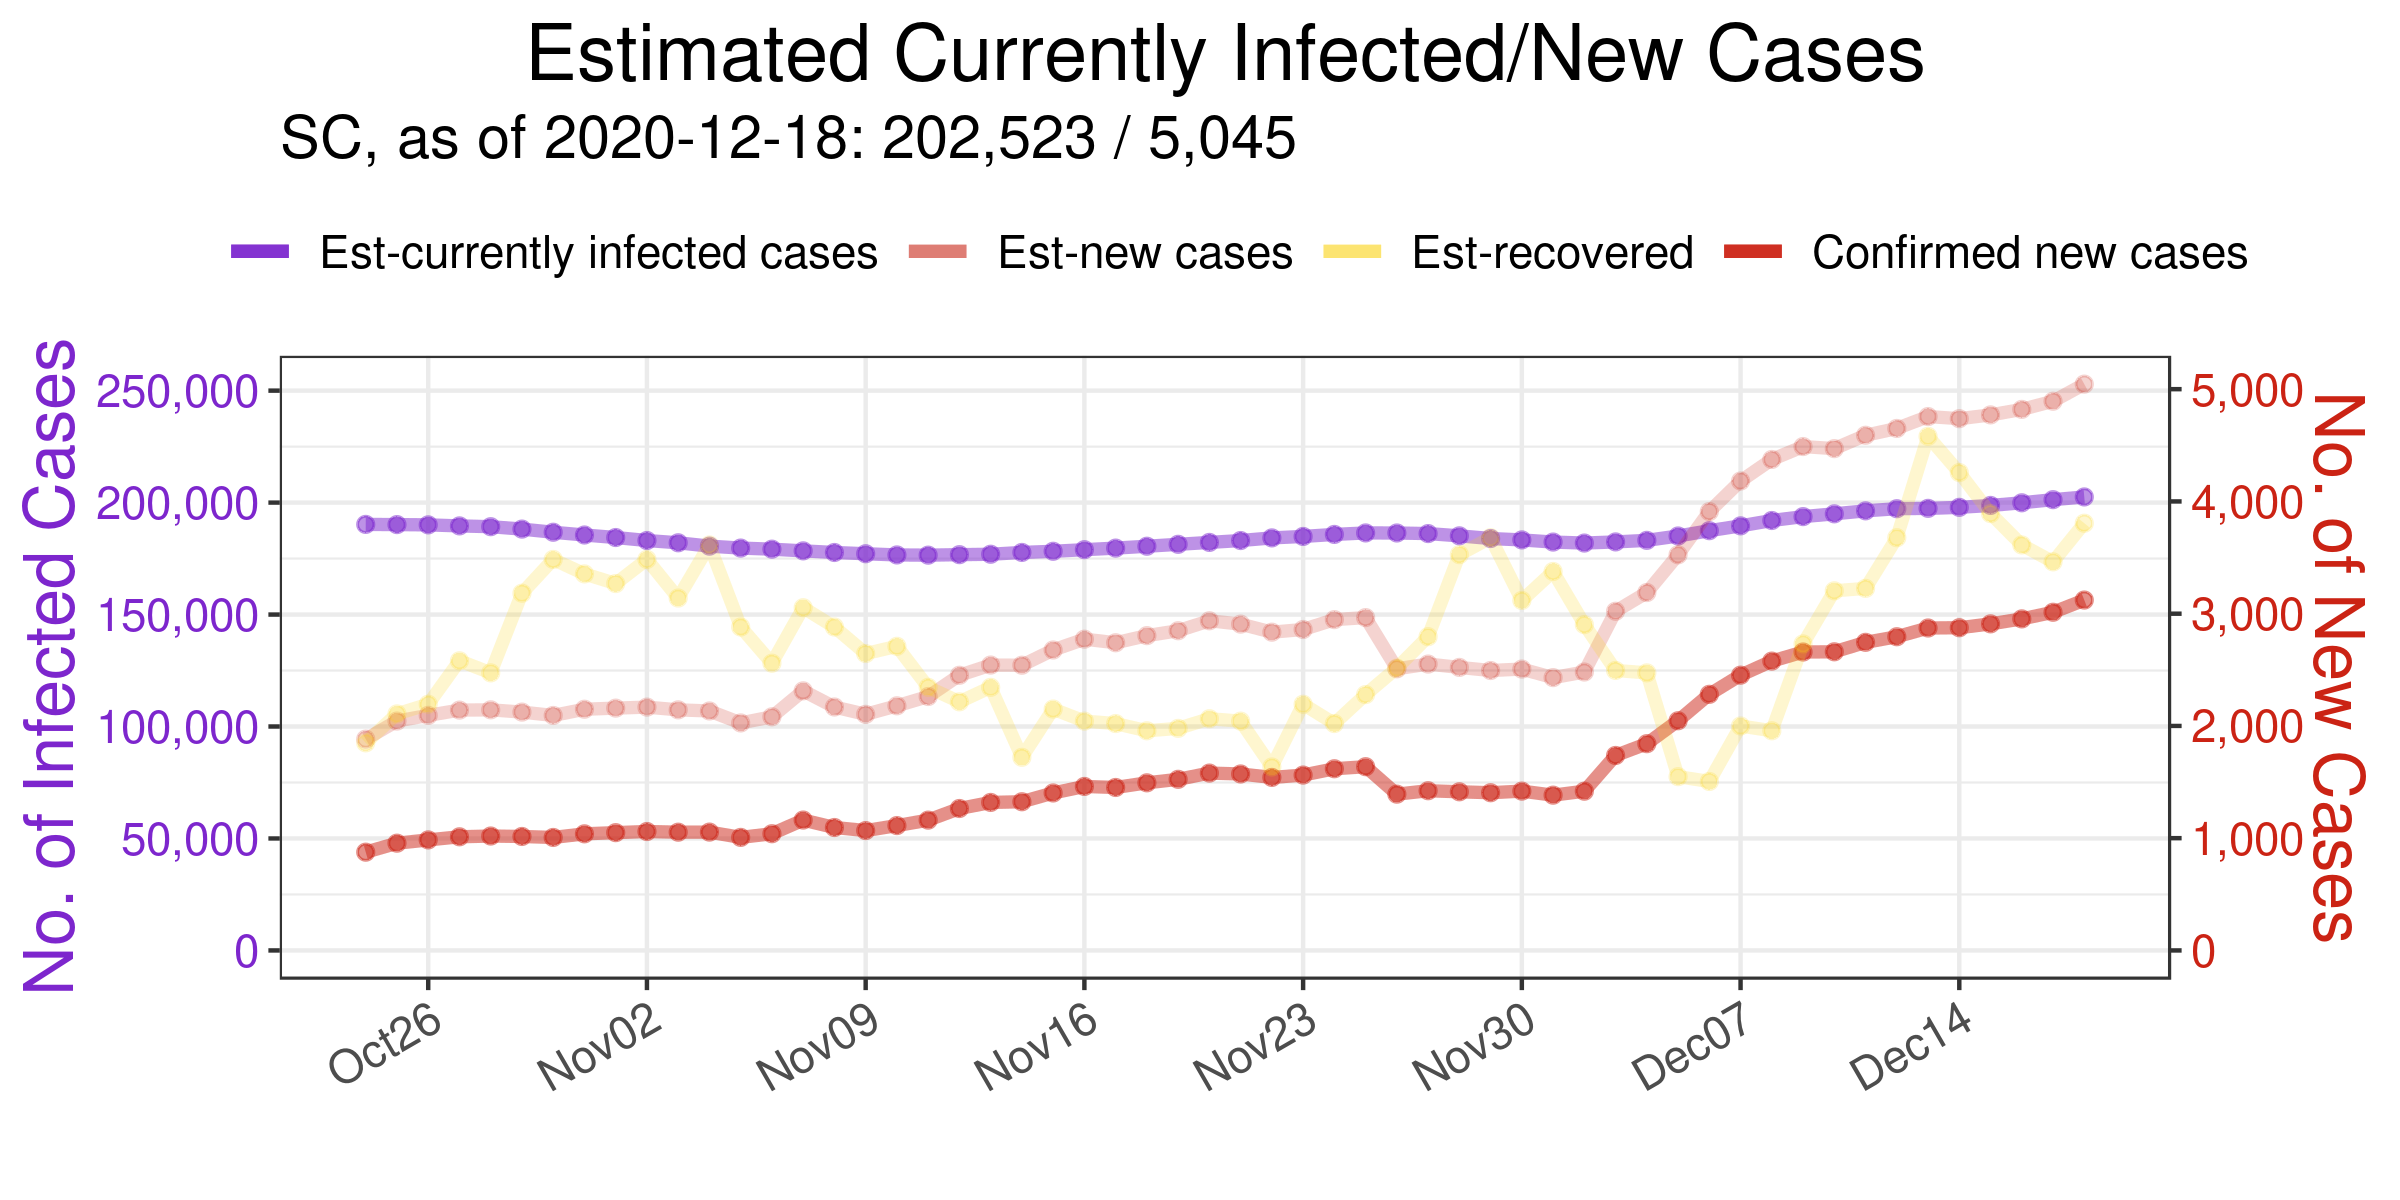 Estimated Currently Infected/New Cases
SC, as of 2020-12-18: 202,523 / 5,045
Est-currently infected cases Est-new cases Est-recovered Confirmed new cases
No. of Infected Cases
250,000
200,000
150,000
100,000
50,000
0
5,000
4,000
3,000
2,000
1,000
0
No. of New Cases
Oct26 Nov02 Nov09 Nov16 Nov23 Nov30 Dec07 Dec14